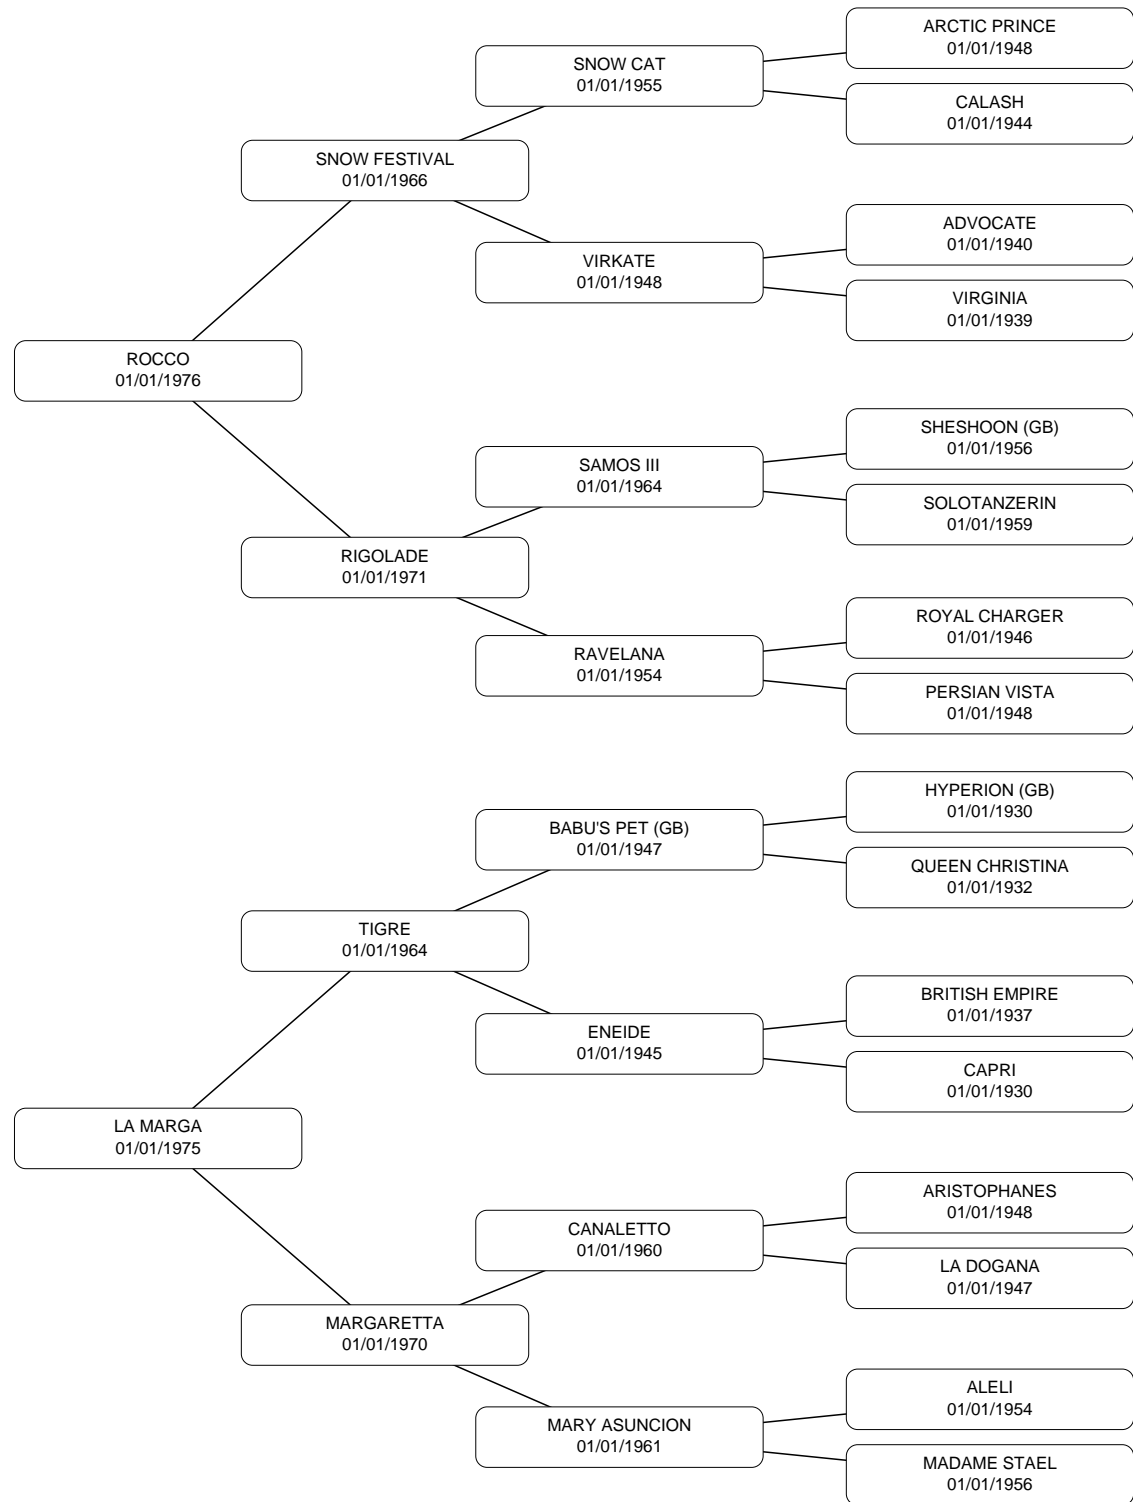 ARCTIC PRINCE
01/01/1948
SNOW CAT
01/01/1955
CALASH
01/01/1944
SNOW FESTIVAL
01/01/1966
ADVOCATE
01/01/1940
VIRKATE
01/01/1948
VIRGINIA
01/01/1939
ROCCO
01/01/1976
SHESHOON (GB)
01/01/1956
SAMOS III
01/01/1964
SOLOTANZERIN
01/01/1959
RIGOLADE
01/01/1971
ROYAL CHARGER
01/01/1946
RAVELANA
01/01/1954
PERSIAN VISTA
01/01/1948
HYPERION (GB)
01/01/1930
BABU'S PET (GB)
01/01/1947
QUEEN CHRISTINA
01/01/1932
TIGRE
01/01/1964
BRITISH EMPIRE
01/01/1937
ENEIDE
01/01/1945
CAPRI
01/01/1930
LA MARGA
01/01/1975
ARISTOPHANES
01/01/1948
CANALETTO
01/01/1960
LA DOGANA
01/01/1947
MARGARETTA
01/01/1970
ALELI
01/01/1954
MARY ASUNCION
01/01/1961
MADAME STAEL
01/01/1956